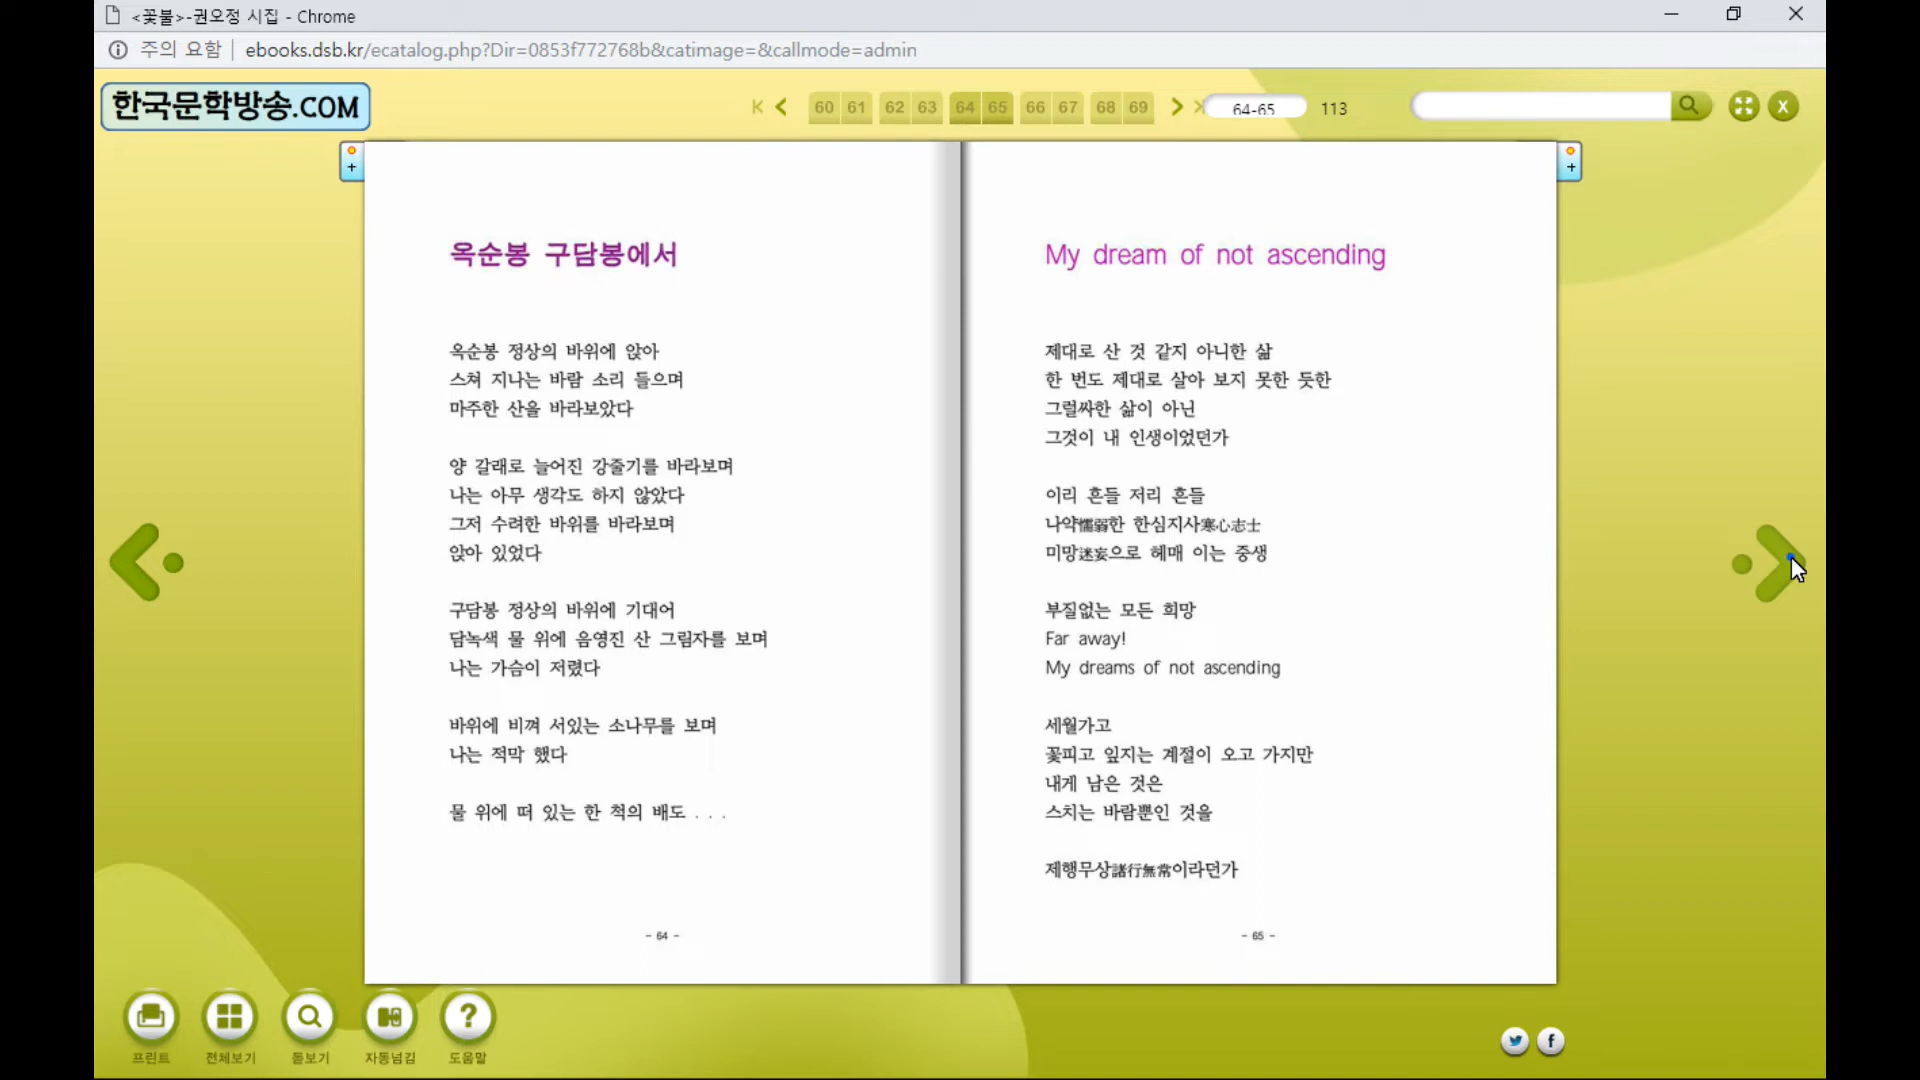 <꽃불>-권오정 시집 - Chrome
주의 요함 | ebooks.dsb.kr/ecatalog.php?Dir=0853f772768b&catimage=&callmode=admin
한국문학방송.COM
60 61 62 63 64 65 66 67 68 69
64-65 113
옥순봉 구담봉에서
옥순봉 정상의 바위에 앉아
스쳐 지나는 바람 소리 들으며
마주한 산을 바라보았다
양 갈래로 늘어진 강줄기를 바라보며
나는 아무 생각도 하지 않았다
그저 수려한 바위를 바라보며
앉아 있었다
구담봉 정상의 바위에 기대어
담녹색 물 위에 음영진 산 그림자를 보며
나는 가슴이 저렸다
바위에 비껴 서있는 소나무를 보며
나는 적막 했다
물 위에 떠 있는 한 척의 배도 . . .
- 64 -
My dream of not ascending
제대로 산 것 같지 아니한 삶
한 번도 제대로 살아 보지 못한 듯한
그럴싸한 삶이 아닌
그것이 내 인생이었던가
이리 흔들 저리 흔들
나약懦弱한 한심지사寒心志士
미망迷妄으로 헤매 이는 중생
부질없는 모든 희망
Far away!
My dreams of not ascending
세월가고
꽃피고 잎지는 계절이 오고 가지만
내게 남은 것은
스치는 바람뿐인 것을
제행무상諸行無常이라던가
- 65 -
프린트 전체보기 돋보기 자동넘김 도움말